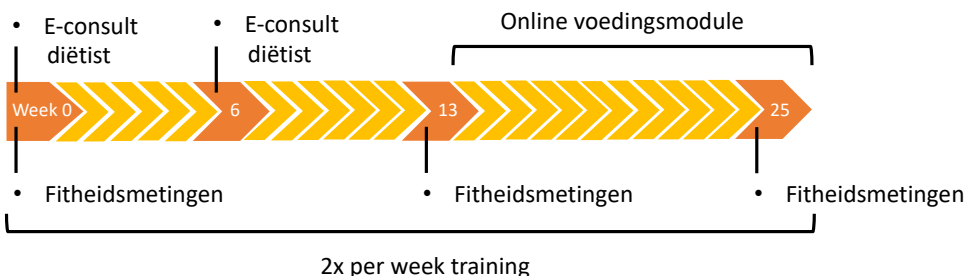 • E-consult
diëtist
• E-consult
diëtist
Online voedingsmodule
Week 0
6
13
25
• Fitheidsmetingen
• Fitheidsmetingen
• Fitheidsmetingen
2x per week training